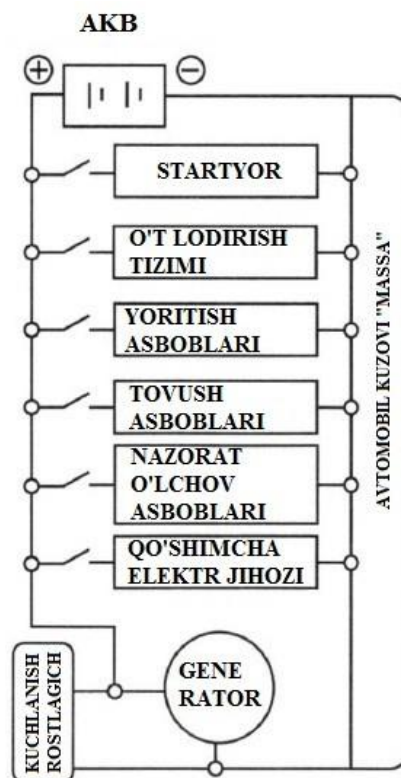 AKB
+ −
STARTYOR
O'T LODIRISH
TIZIMI
YORITISH
ASBOBLARI
TOVUSH
ASBOBLARI
NAZORAT
O'LCHOV
ASBOBLARI
QO'SHIMCHA
ELEKTR JIHOZI
AVTOMOBIL KUZOVI "MASSA"
KUCHLANISH
ROSTLAGICH
GENE
RATOR